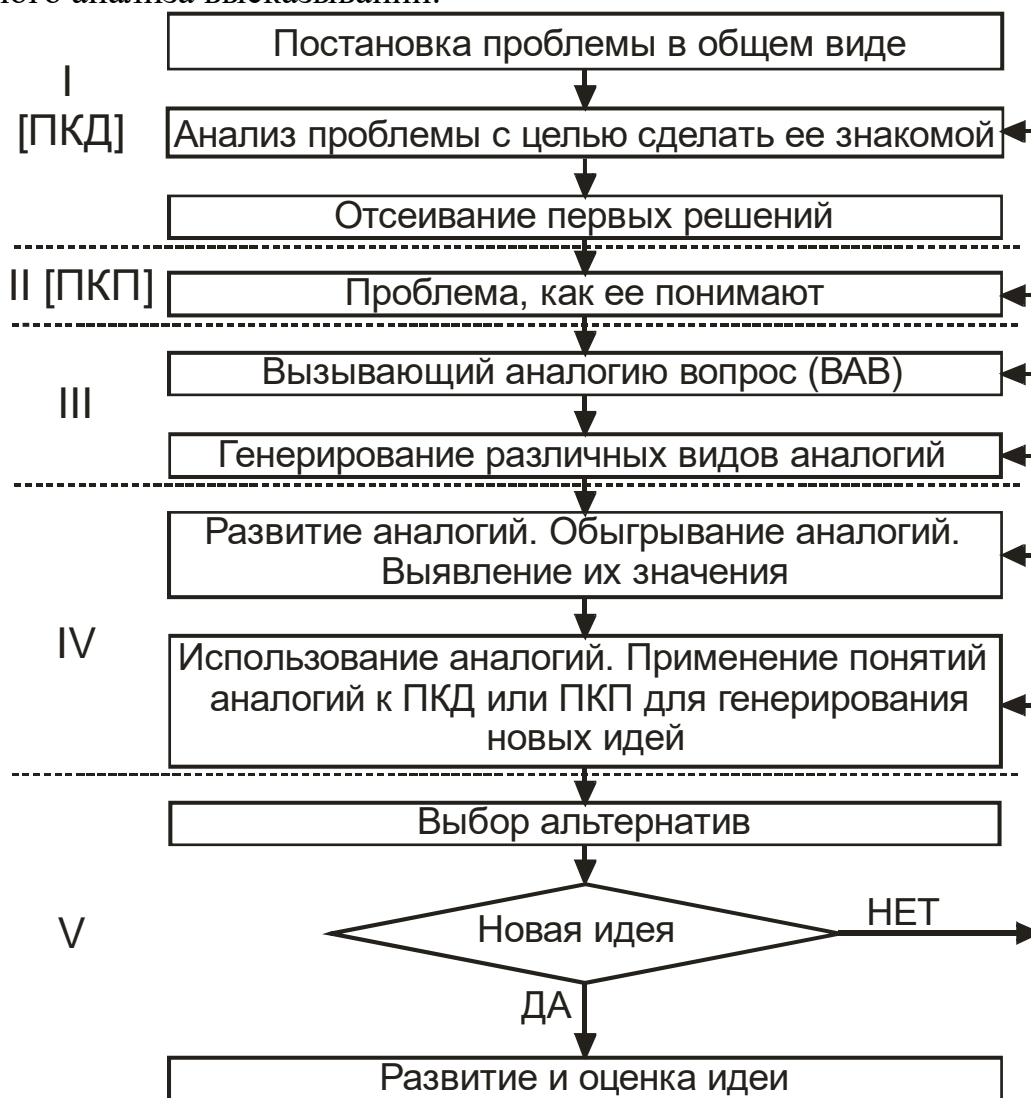 анализа высказываний.
Постановка проблемы в общем виде
I
[ПКД]
Анализ проблемы с целью сделать ее знакомой
Отсеивание первых решений
II [ПКП]
Проблема, как ее понимают
Вызывающий аналогию вопрос (ВАВ)
III
Генерирование различных видов аналогий
Развитие аналогий. Обыгрывание аналогий.
Выявление их значения
IV
Использование аналогий. Применение понятий
аналогий к ПКД или ПКП для генерирования
новых идей
Выбор альтернатив
V
Новая идея
НЕТ
ДА
Развитие и оценка идеи